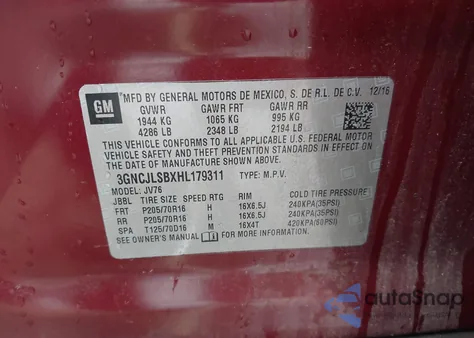 GM
MFD BY GENERAL MOTORS DE MEXICO, S. DE R.L. DE C.V. 12/16
GVWR GAWR FRT GAWR RR
1944 KG 1065 KG 995 KG
4286 LB 2348 LB 2194 LB
THIS VEHICLE CONFORMS TO ALL APPLICABLE U.S. FEDERAL MOTOR
VEHICLE SAFETY, BUMPER, AND THEFT PREVENTION STANDARDS IN EFFECT ON
THE DATE OF MANUFACTURE SHOWN ABOVE.
3GNCJLSBXHL179311 TYPE: M.P.V.
MODEL: JV76
JBBL TIRE SIZE SPEED RTG RIM COLD TIRE PRESSURE
FRT P205/70R16 H 16X6.5J 240KPA(35PSI)
RR P205/70R16 H 16X6.5J 240KPA(35PSI)
SPA T125/70D16 M 16X4T 420KPA(60PSI)
SEE OWNER'S MANUAL FOR ADDITIONAL INFORMATION
autoSnap